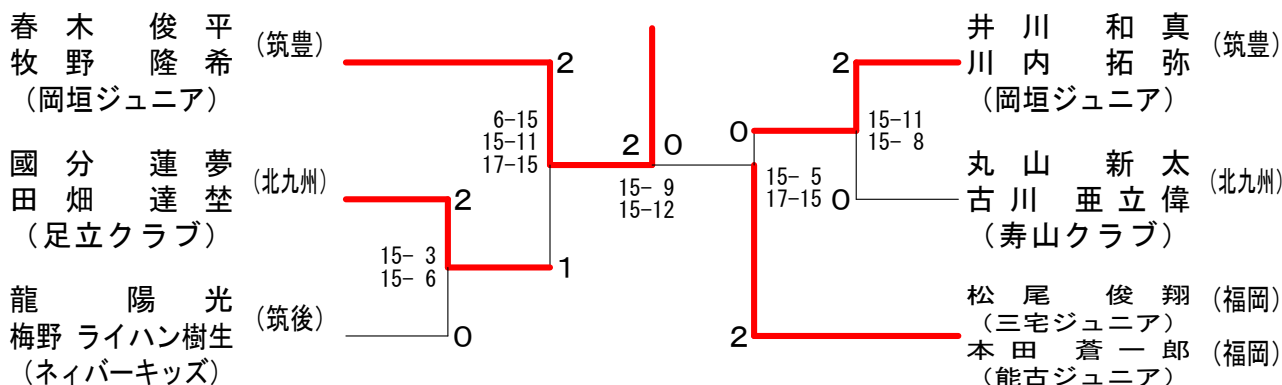 春木 俊平
牧野 隆希
(岡垣ジュニア)
(筑豊)
2
6-15
15-11
17-15
國分 蓮夢
田畑 達埜
(足立クラブ)
(北九州)
2
15- 3
15- 6
1
龍 陽光
梅野 ライハン樹生
(ネィバーキッズ)
(筑後)
0
2 0
15- 9
15-12
井川 和真
川内 拓弥
(岡垣ジュニア)
(筑豊)
2
15-11
15- 8
0
丸山 新太
古川 亜立偉
(寿山クラブ)
(北九州)
0
15- 5
17-15
松尾 俊翔
(三宅ジュニア)
(福岡)
本田 蒼一郎
(能古ジュニア)
(福岡)
2